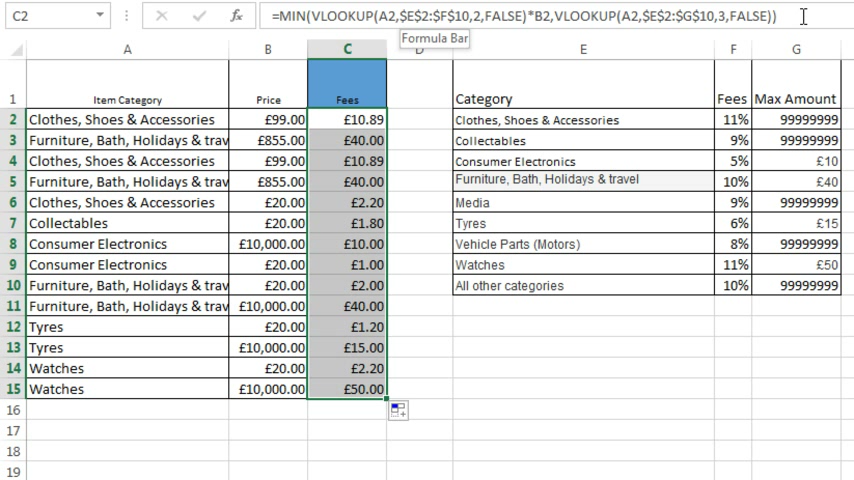 C2 fx =MIN(VLOOKUP(A2,$E$2:$F$10,2,FALSE)*B2,VLOOKUP(A2,$E$2:$G$10,3,FALSE))
Formula Bar
A B C D E F G
1 Item Category Price Fees Category Fees Max Amount
2 Clothes, Shoes & Accessories £99.00 £10.89 Clothes, Shoes & Accessories 11% 99999999
3 Furniture, Bath, Holidays & trav £855.00 £40.00 Collectables 9% 99999999
4 Clothes, Shoes & Accessories £99.00 £10.89 Consumer Electronics 5% £10
5 Furniture, Bath, Holidays & trav £855.00 £40.00 Furniture, Bath, Holidays & travel 10% £40
6 Clothes, Shoes & Accessories £20.00 £2.20 Media 9% 99999999
7 Collectables £20.00 £1.80 Tyres 6% £15
8 Consumer Electronics £10,000.00 £10.00 Vehicle Parts (Motors) 8% 99999999
9 Consumer Electronics £20.00 £1.00 Watches 11% £50
10 Furniture, Bath, Holidays & trav £20.00 £2.00 All other categories 10% 99999999
11 Furniture, Bath, Holidays & trav £10,000.00 £40.00
12 Tyres £20.00 £1.20
13 Tyres £10,000.00 £15.00
14 Watches £20.00 £2.20
15 Watches £10,000.00 £50.00
16
17
18
19